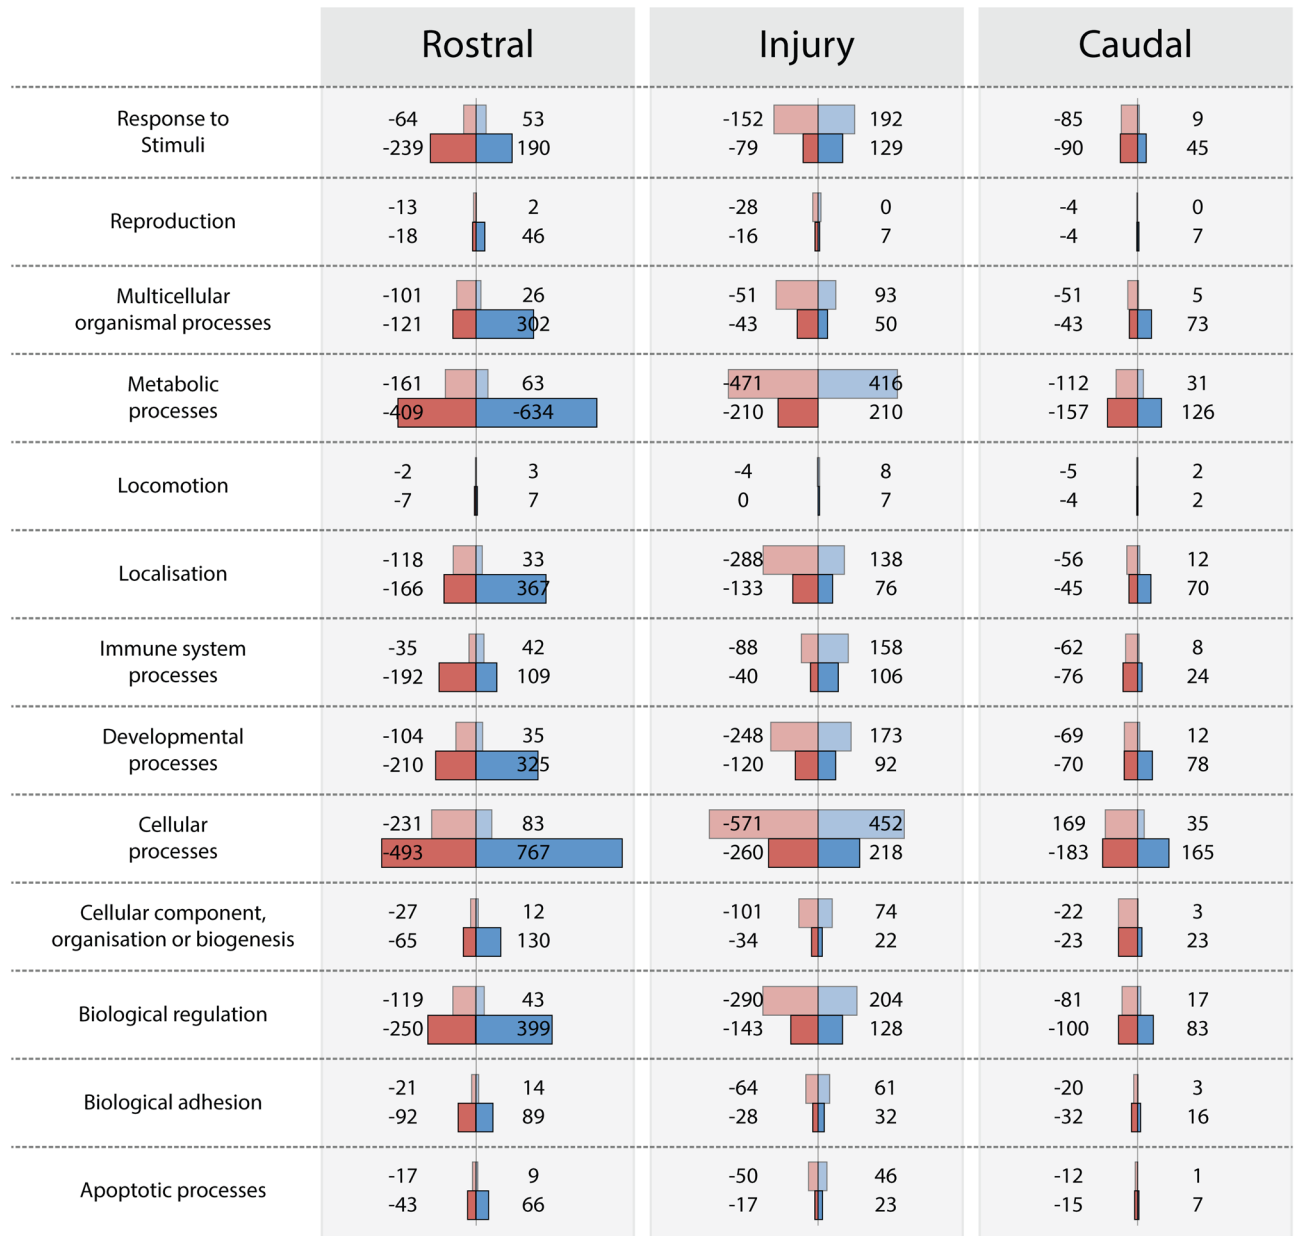 Rostral Injury Caudal
Response to
Stimuli
-64 53 -152 192 -85 9
-239 190 -79 129 -90 45
Reproduction
-13 2 -28 0 -4 0
-18 46 -16 7 -4 7
Multicellular
organismal processes
-101 26 -51 93 -51 5
-121 302 -43 50 -43 73
Metabolic
processes
-161 63 -471 416 -112 31
-409 -634 -210 210 -157 126
Locomotion
-2 3 -4 8 -5 2
-7 7 0 7 -4 2
Localisation
-118 33 -288 138 -56 12
-166 367 -133 76 -45 70
Immune system
processes
-35 42 -88 158 -62 8
-192 109 -40 106 -76 24
Developmental
processes
-104 35 -248 173 -69 12
-210 325 -120 92 -70 78
Cellular
processes
-231 83 -571 452 169 35
-493 767 -260 218 -183 165
Cellular component,
organisation or biogenesis
-27 12 -101 74 -22 3
-65 130 -34 22 -23 23
Biological regulation
-119 43 -290 204 -81 17
-250 399 -143 128 -100 83
Biological adhesion
-21 14 -64 61 -20 3
-92 89 -28 32 -32 16
Apoptotic processes
-17 9 -50 46 -12 1
-43 66 -17 23 -15 7